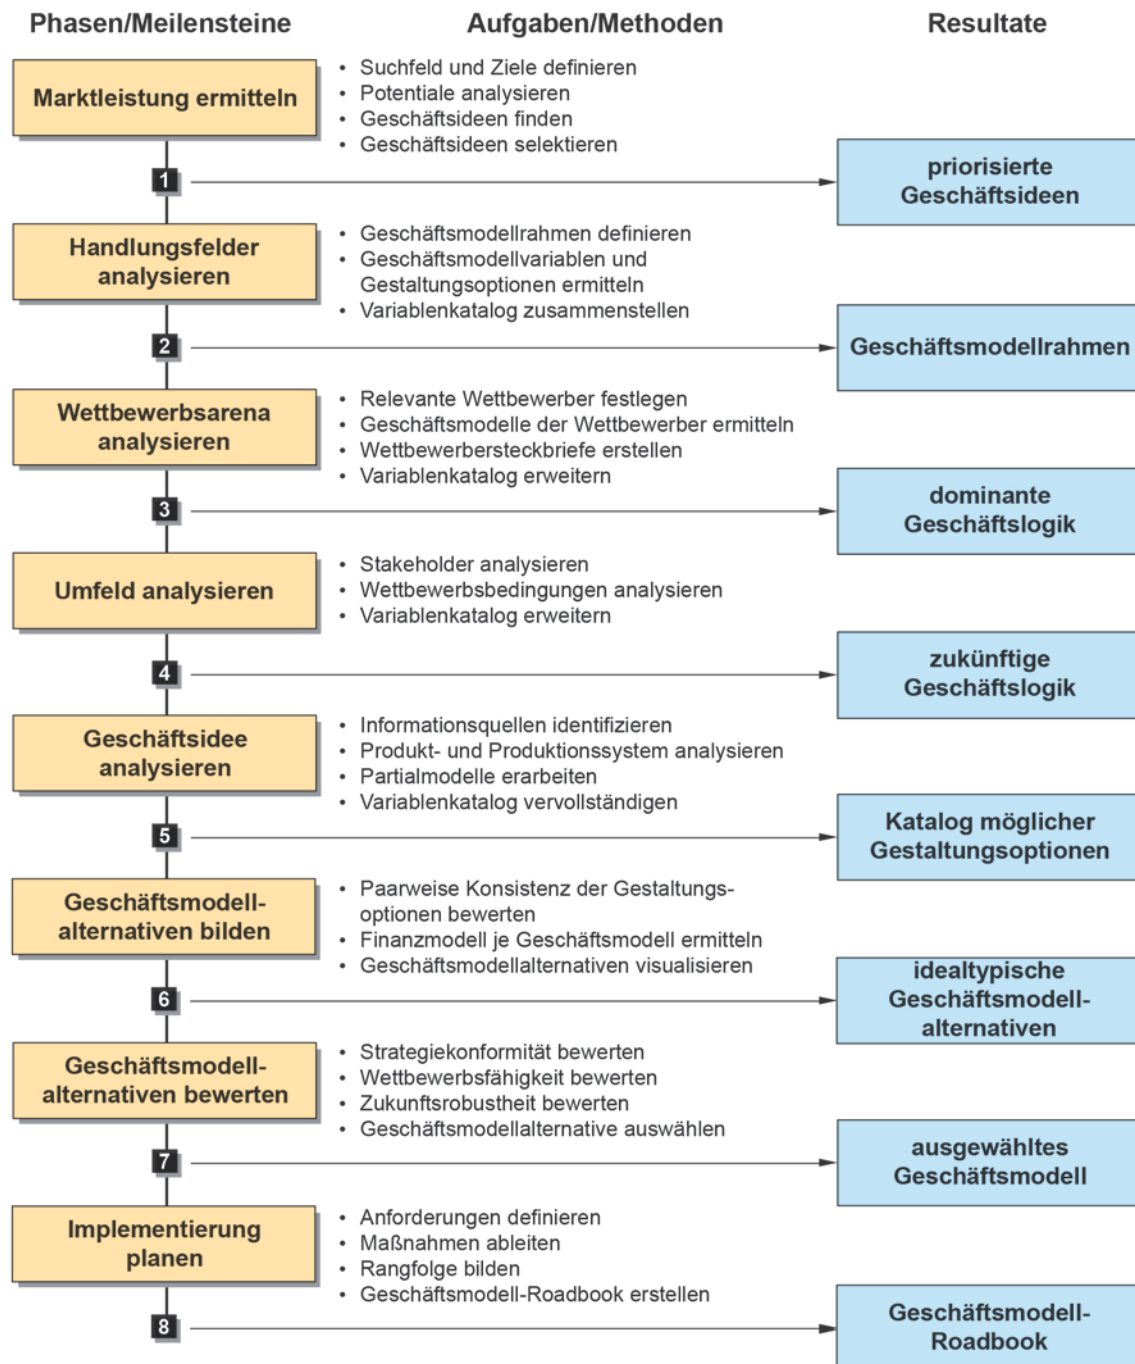 Phasen/Meilensteine
Aufgaben/Methoden
Resultate
Marktleistung ermitteln
• Suchfeld und Ziele definieren
• Potentiale analysieren
• Geschäftsideen finden
• Geschäftsideen selektieren
1
priorisierte
Geschäftsideen
Handlungsfelder
analysieren
• Geschäftsmodellrahmen definieren
• Geschäftsmodellvariablen und
Gestaltungsoptionen ermitteln
• Variablenkatalog zusammenstellen
2
Geschäftsmodellrahmen
Wettbewerbsarena
analysieren
• Relevante Wettbewerber festlegen
• Geschäftsmodelle der Wettbewerber ermitteln
• Wettbewerbersteckbriefe erstellen
• Variablenkatalog erweitern
3
dominante
Geschäftslogik
Umfeld analysieren
• Stakeholder analysieren
• Wettbewerbsbedingungen analysieren
• Variablenkatalog erweitern
4
zukünftige
Geschäftslogik
Geschäftsidee
analysieren
• Informationsquellen identifizieren
• Produkt- und Produktionssystem analysieren
• Partialmodelle erarbeiten
• Variablenkatalog vervollständigen
5
Katalog möglicher
Gestaltungsoptionen
Geschäftsmodell-
alternativen bilden
• Paarweise Konsistenz der Gestaltungs-
optionen bewerten
• Finanzmodell je Geschäftsmodell ermitteln
• Geschäftsmodellalternativen visualisieren
6
idealtypische
Geschäftsmodell-
alternativen
Geschäftsmodell-
alternativen bewerten
• Strategiekonformität bewerten
• Wettbewerbsfähigkeit bewerten
• Zukunftsrobustheit bewerten
• Geschäftsmodellalternative auswählen
7
ausgewähltes
Geschäftsmodell
Implementierung
planen
• Anforderungen definieren
• Maßnahmen ableiten
• Rangfolge bilden
• Geschäftsmodell-Roadbook erstellen
8
Geschäftsmodell-
Roadbook